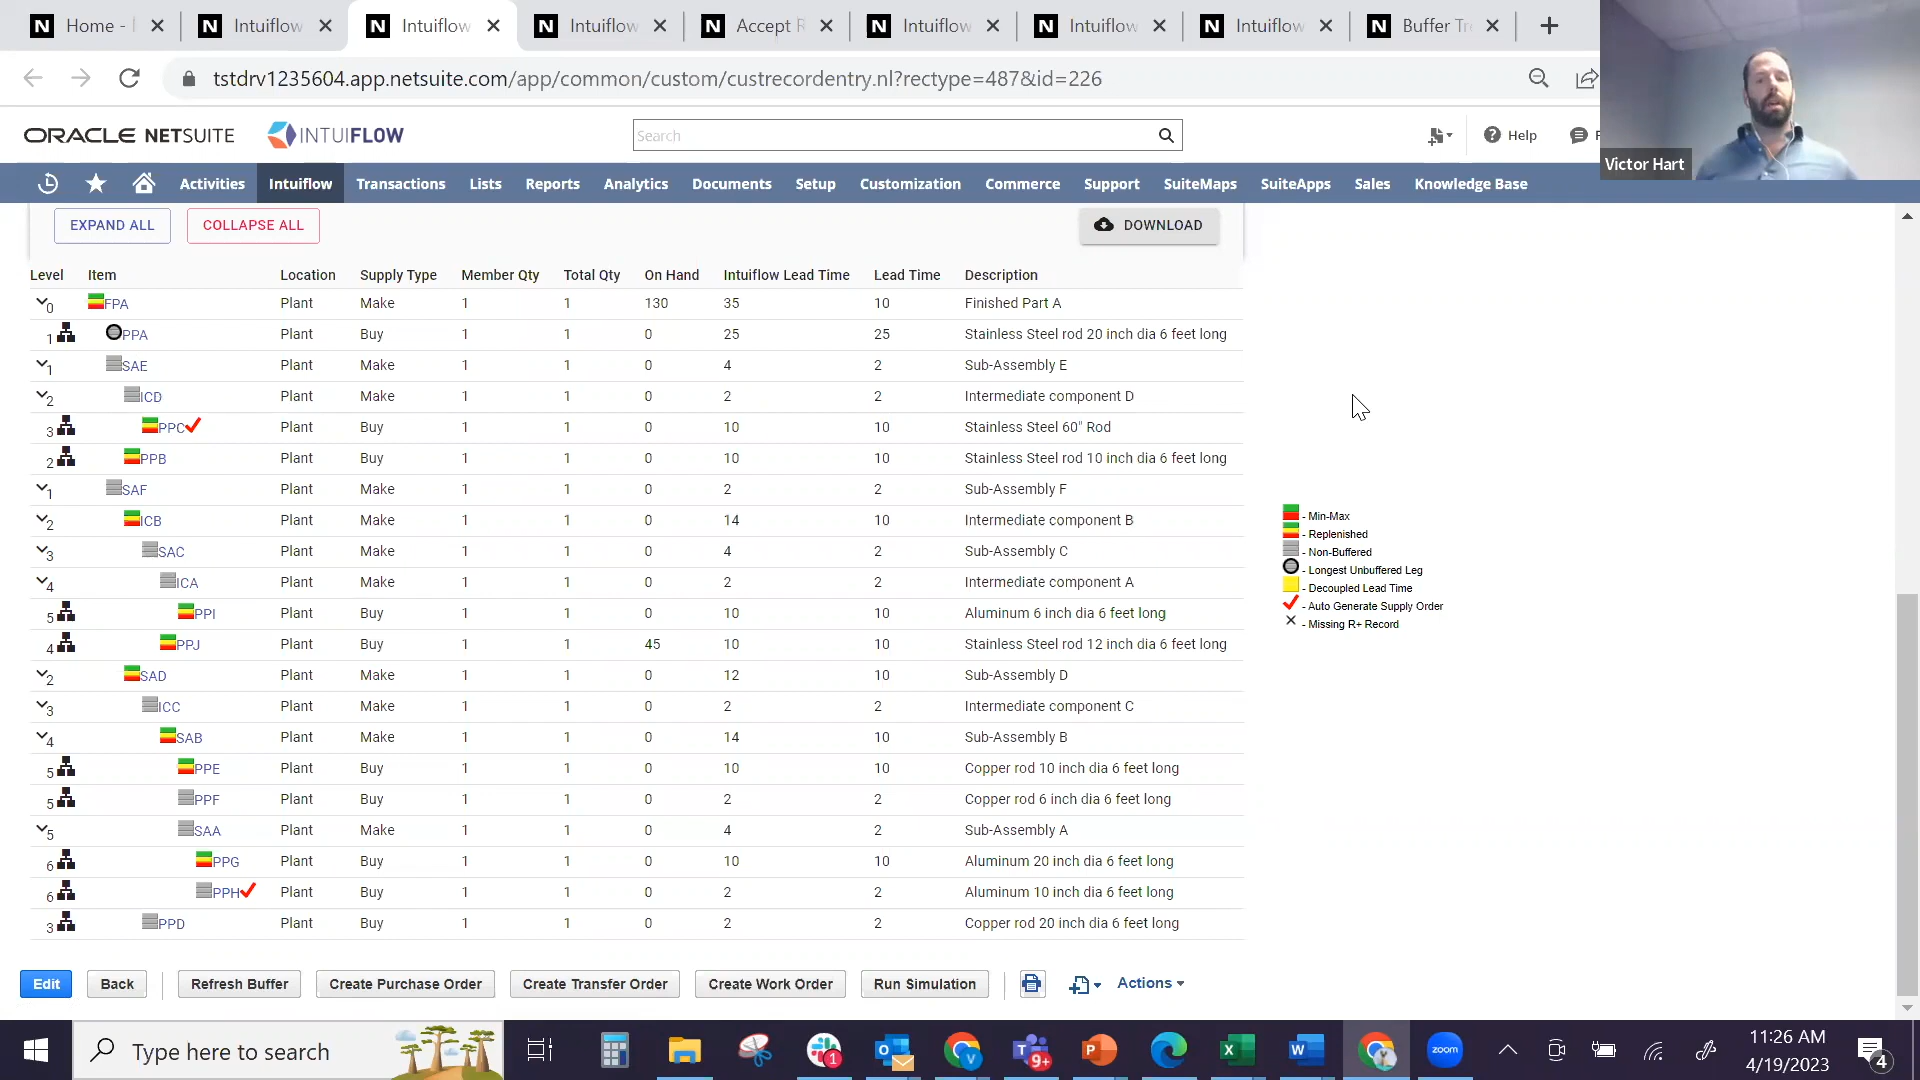 Home -
Intuiflow
Intuiflow
Intuiflow
Accept R
Intuiflow
Intuiflow
Intuiflow
Buffer Tr
tstdrv1235604.app.netsuite.com/app/common/custom/custrecordentry.nl?rectype=487&id=226
ORACLE NETSUITE INTUIFLOW Search Help F
Victor Hart
Activities Intuiflow Transactions Lists Reports Analytics Documents Setup Customization Commerce Support SuiteMaps SuiteApps Sales Knowledge Base
EXPAND ALL COLLAPSE ALL DOWNLOAD
Level Item Location Supply Type Member Qty Total Qty On Hand Intuiflow Lead Time Lead Time Description
0 FPA Plant Make 1 1 130 35 10 Finished Part A
1 PPA Plant Buy 1 1 0 25 25 Stainless Steel rod 20 inch dia 6 feet long
1 SAE Plant Make 1 1 0 4 2 Sub-Assembly E
2 ICD Plant Make 1 1 0 2 2 Intermediate component D
3 PPC Plant Buy 1 1 0 10 10 Stainless Steel 60" Rod
2 PPB Plant Buy 1 1 0 10 10 Stainless Steel rod 10 inch dia 6 feet long
1 SAF Plant Make 1 1 0 2 2 Sub-Assembly F
2 ICB Plant Make 1 1 0 14 10 Intermediate component B
3 SAC Plant Make 1 1 0 4 2 Sub-Assembly C
4 ICA Plant Make 1 1 0 2 2 Intermediate component A
5 PPI Plant Buy 1 1 0 10 10 Aluminum 6 inch dia 6 feet long
4 PPJ Plant Buy 1 1 45 10 10 Stainless Steel rod 12 inch dia 6 feet long
2 SAD Plant Make 1 1 0 12 10 Sub-Assembly D
3 ICC Plant Make 1 1 0 2 2 Intermediate component C
4 SAB Plant Make 1 1 0 14 10 Sub-Assembly B
5 PPE Plant Buy 1 1 0 10 10 Copper rod 10 inch dia 6 feet long
5 PPF Plant Buy 1 1 0 2 2 Copper rod 6 inch dia 6 feet long
5 SAA Plant Make 1 1 0 4 2 Sub-Assembly A
6 PPG Plant Buy 1 1 0 10 10 Aluminum 20 inch dia 6 feet long
6 PPH Plant Buy 1 1 0 2 2 Aluminum 10 inch dia 6 feet long
3 PPD Plant Buy 1 1 0 2 2 Copper rod 20 inch dia 6 feet long
- Min-Max
- Replenished
- Non-Buffered
- Longest Unbuffered Leg
- Decoupled Lead Time
- Auto Generate Supply Order
- Missing R+ Record
Edit Back Refresh Buffer Create Purchase Order Create Transfer Order Create Work Order Run Simulation Actions
Type here to search
1
9+
zoom
11:26 AM
4/19/2023
4